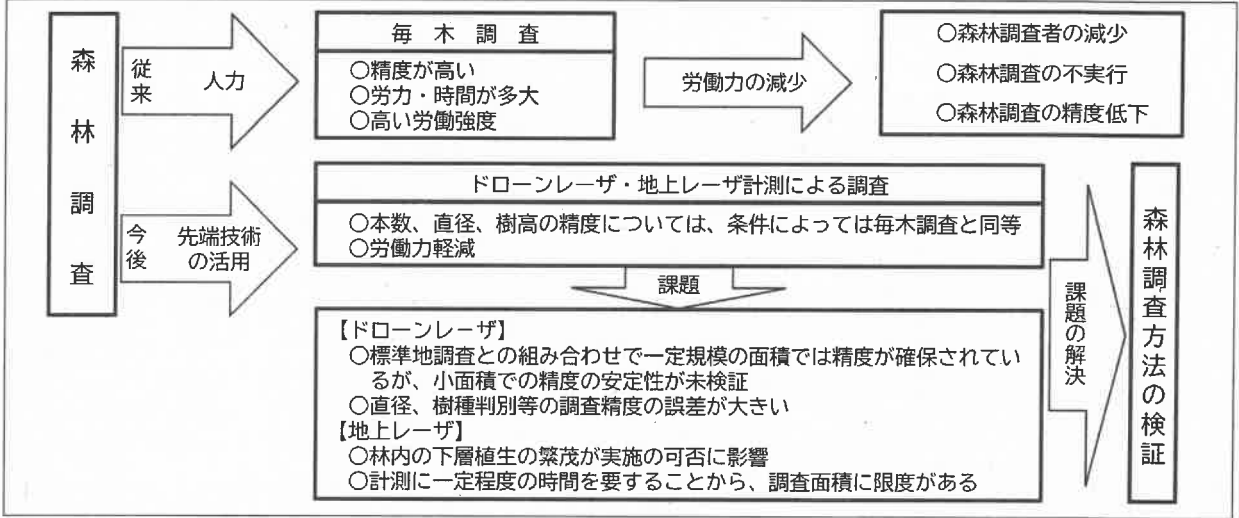 森林調査
従来
人力
毎木調査
○精度が高い
○労力・時間が多大
○高い労働強度
労働力の減少
○森林調査者の減少
○森林調査の不実行
○森林調査の精度低下
今後
先端技術
の活用
ドローンレーザ・地上レーザ計測による調査
○本数、直径、樹高の精度については、条件によっては毎木調査と同等
○労働力軽減
課題
【ドローンレーザ】
○標準地調査との組み合わせで一定規模の面積では精度が確保されてい
るが、小面積での精度の安定性が未検証
○直径、樹種判別等の調査精度の誤差が大きい
【地上レーザ】
○林内の下層植生の繁茂が実施の可否に影響
○計測に一定程度の時間を要することから、調査面積に限度がある
課題の解決
森林調査方法の検証